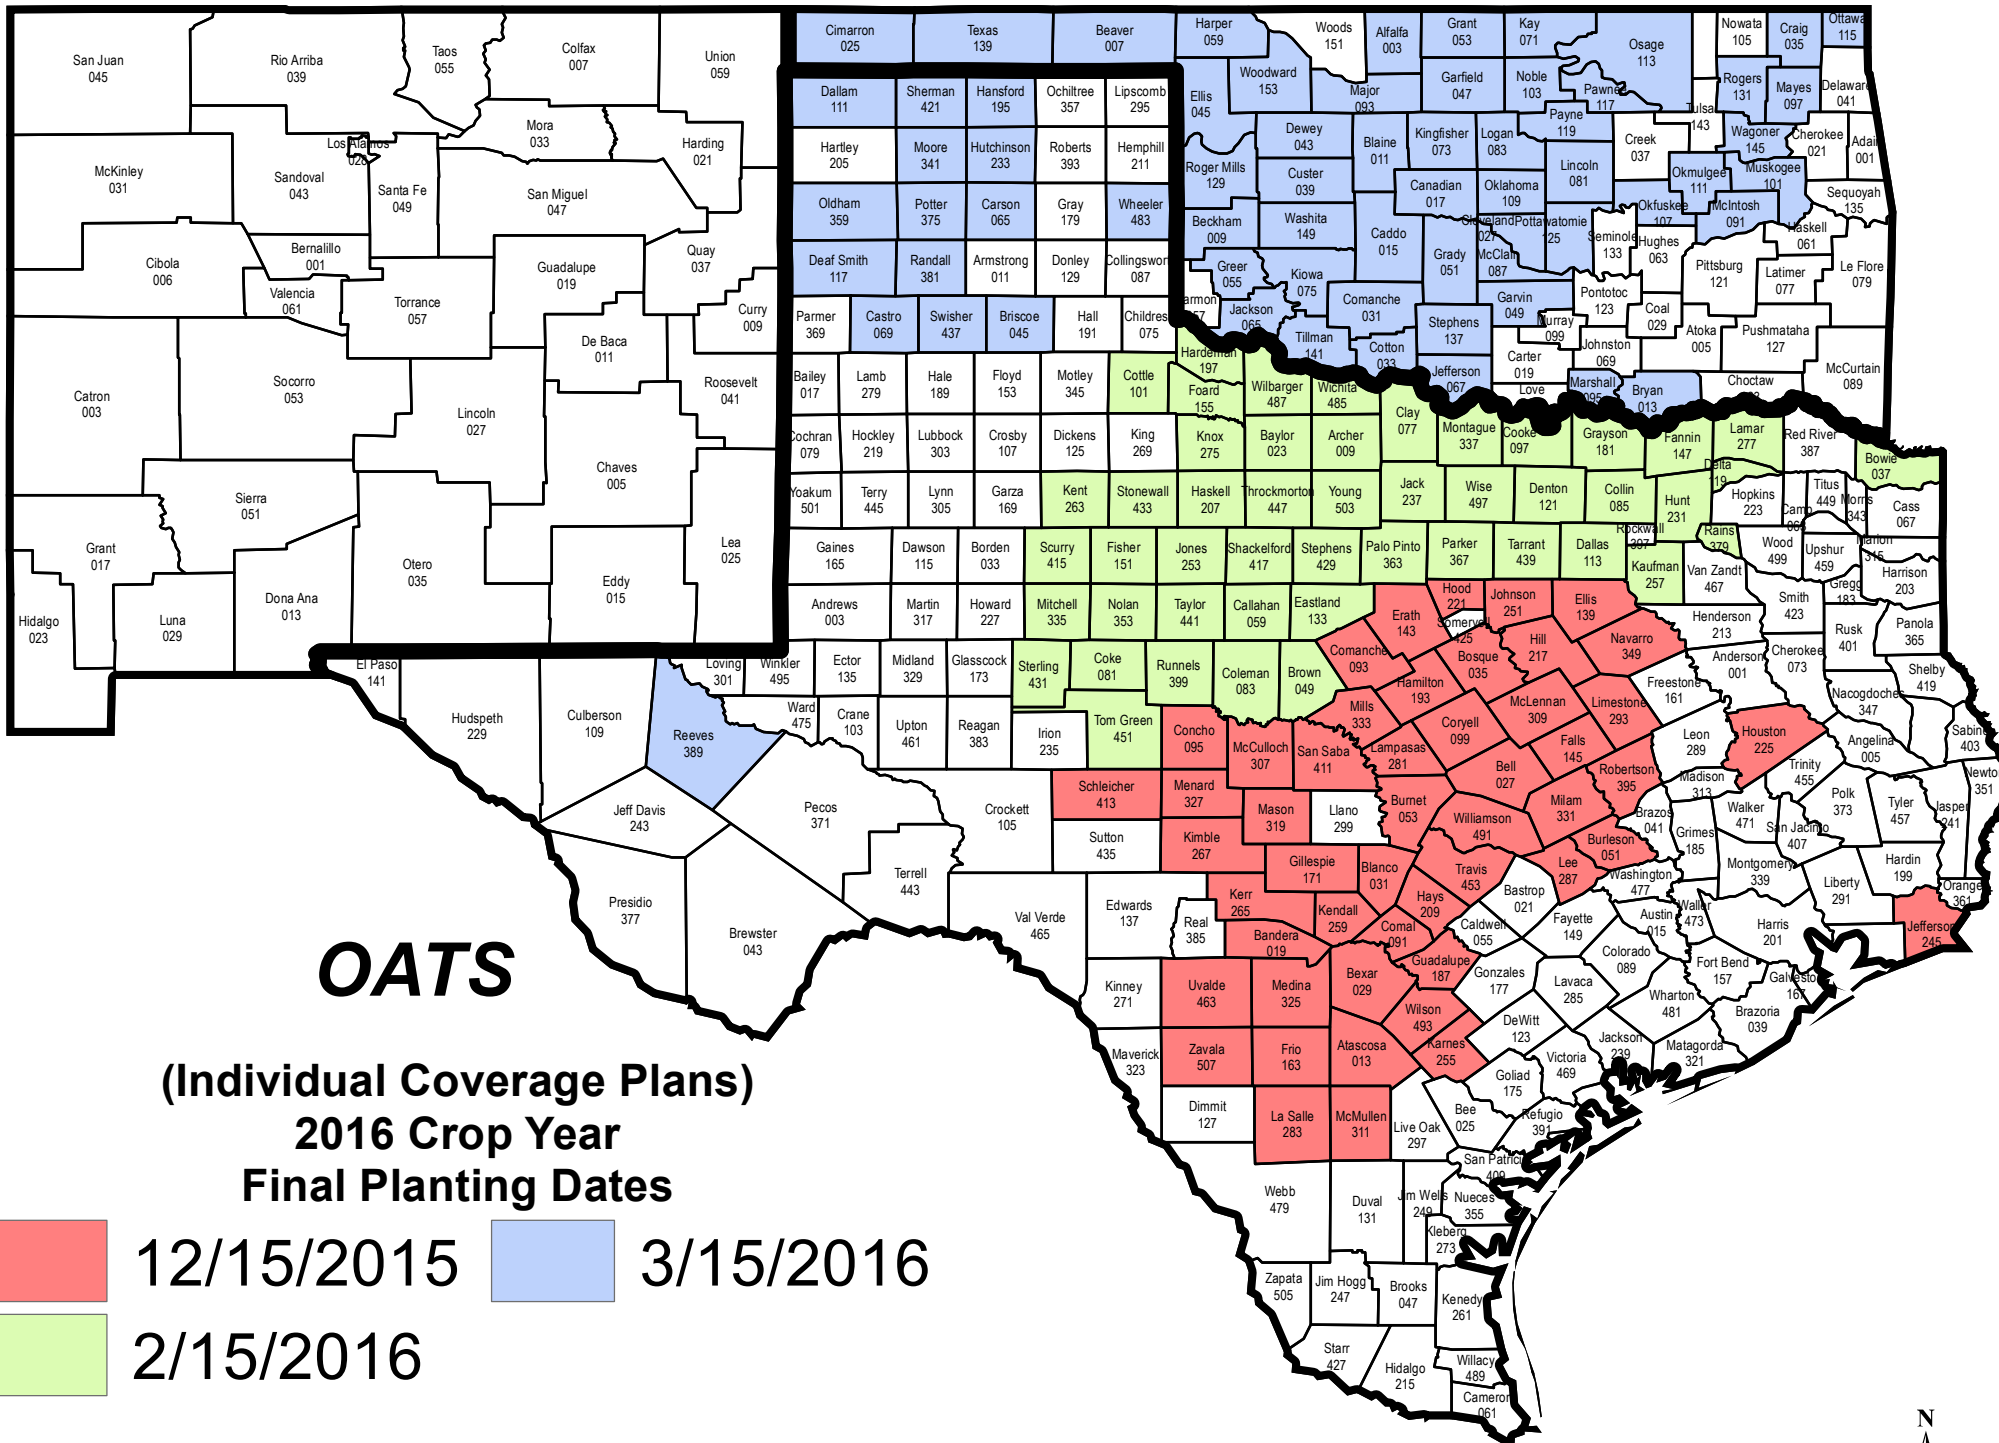 San Juan
045
Rio Arriba
039
Taos
055
Colfax
007
Union
059
McKinley
031
Sandoval
043
Los Alamos
028
Santa Fe
049
Mora
033
Harding
021
San Miguel
047
Cibola
006
Bernalillo
001
Valencia
061
Torrance
057
Guadalupe
019
Quay
037
Curry
009
De Baca
011
Roosevelt
041
Catron
003
Socorro
053
Lincoln
027
Chaves
005
Sierra
051
Grant
017
Hidalgo
023
Luna
029
Dona Ana
013
Otero
035
Eddy
015
Lea
025
Cimarron
025
Texas
139
Beaver
007
Harper
059
Woods
151
Alfalfa
003
Grant
053
Kay
071
Osage
113
Nowata
105
Craig
035
Ottawa
115
Ellis
045
Woodward
153
Major
093
Garfield
047
Noble
103
Pawnee
117
Tulsa
143
Rogers
131
Mayes
097
Delaware
041
Dewey
043
Blaine
011
Kingfisher
073
Logan
083
Payne
119
Creek
037
Wagoner
145
Cherokee
021
Adair
001
Roger Mills
129
Custer
039
Canadian
017
Oklahoma
109
Lincoln
081
Okmulgee
111
Muskogee
101
Sequoyah
135
Beckham
009
Washita
149
Caddo
015
Grady
051
Cleveland
027
Pottawatomie
125
McClain
087
Seminole
133
Okfuskee
107
Hughes
063
McIntosh
091
Haskell
061
Pittsburg
121
Latimer
077
Le Flore
079
Greer
055
Kiowa
075
Jackson
065
Comanche
031
Tillman
141
Cotton
033
Stephens
137
Jefferson
067
Garvin
049
Murray
099
Pontotoc
123
Coal
029
Carter
019
Johnston
069
Atoka
005
Pushmataha
127
Love
Marshall
095
Bryan
013
Choctaw
McCurtain
089
Dallam
111
Sherman
421
Hansford
195
Ochiltree
357
Lipscomb
295
Hartley
205
Moore
341
Hutchinson
233
Roberts
393
Hemphill
211
Oldham
359
Potter
375
Carson
065
Gray
179
Wheeler
483
Deaf Smith
117
Randall
381
Armstrong
011
Donley
129
Collingswort
087
Parmer
369
Castro
069
Swisher
437
Briscoe
045
Hall
191
Childres
075
Bailey
017
Lamb
279
Hale
189
Floyd
153
Motley
345
Cottle
101
Hardeman
197
Foard
155
Wilbarger
487
Wichita
485
Clay
077
Montague
337
Cooke
097
Grayson
181
Fannin
147
Lamar
277
Red River
387
Bowie
037
Cochran
079
Hockley
219
Lubbock
303
Crosby
107
Dickens
125
King
269
Knox
275
Baylor
023
Archer
009
Yoakum
501
Terry
445
Lynn
305
Garza
169
Kent
263
Stonewall
433
Haskell
207
Throckmorton
447
Young
503
Jack
237
Wise
497
Denton
121
Collin
085
Hunt
231
Delta
119
Hopkins
223
Titus
449
Camp
063
Morris
343
Cass
067
Gaines
165
Dawson
115
Borden
033
Scurry
415
Fisher
151
Jones
253
Shackelford
417
Stephens
429
Palo Pinto
363
Parker
367
Tarrant
439
Dallas
113
Rockwall
397
Kaufman
257
Rains
379
Van Zandt
467
Wood
499
Upshur
459
Marion
315
Harrison
203
Gregg
183
Smith
423
Andrews
003
Martin
317
Howard
227
Mitchell
335
Nolan
353
Taylor
441
Callahan
059
Eastland
133
Erath
143
Hood
221
Somervell
425
Johnson
251
Ellis
139
Navarro
349
Henderson
213
Rusk
401
Panola
365
El Paso
141
Hudspeth
229
Culberson
109
Reeves
389
Loving
301
Winkler
495
Ector
135
Midland
329
Glasscock
173
Sterling
431
Coke
081
Runnels
399
Coleman
083
Brown
049
Comanche
093
Hamilton
193
Bosque
035
Hill
217
Freestone
161
Anderson
001
Cherokee
073
Shelby
419
Nacogdoches
347
Ward
475
Crane
103
Upton
461
Reagan
383
Irion
235
Tom Green
451
Concho
095
McCulloch
307
San Saba
411
Mills
333
Lampasas
281
Coryell
099
McLennan
309
Limestone
293
Falls
145
Robertson
395
Leon
289
Houston
225
Angelina
005
Sabine
403
Newto
351
Jeff Davis
243
Pecos
371
Crockett
105
Schleicher
413
Sutton
435
Menard
327
Kimble
267
Mason
319
Llano
299
Burnet
053
Bell
027
Williamson
491
Milam
331
Burleson
051
Brazos
041
Madison
313
Grimes
185
Walker
471
Trinity
455
San Jacinto
407
Polk
373
Tyler
457
Jasper
241
Presidio
377
Brewster
043
Terrell
443
Val Verde
465
Edwards
137
Real
385
Kerr
265
Gillespie
171
Blanco
031
Kendall
259
Bandera
019
Comal
091
Hays
209
Travis
453
Lee
287
Bastrop
021
Caldwell
055
Fayette
149
Washington
477
Austin
015
Waller
473
Montgomery
339
Liberty
291
Hardin
199
Orange
361
Jefferson
245
Harris
201
Kinney
271
Uvalde
463
Medina
325
Bexar
029
Guadalupe
187
Wilson
493
Gonzales
177
Lavaca
285
Colorado
089
Fort Bend
157
Galvesto
167
Brazoria
039
Wharton
481
Matagorda
321
Maverick
323
Zavala
507
Frio
163
Atascosa
013
Karnes
255
DeWitt
123
Victoria
469
Jackson
239
Goliad
175
Dimmit
127
La Salle
283
McMullen
311
Live Oak
297
Bee
025
Refugio
391
San Patrici
409
Webb
479
Duval
131
Jim Wells
249
Nueces
355
Kleberg
273
Zapata
505
Jim Hogg
247
Brooks
047
Kenedy
261
Starr
427
Hidalgo
215
Willacy
489
Cameron
061
OATS
(Individual Coverage Plans)
2016 Crop Year
Final Planting Dates
12/15/2015
3/15/2016
2/15/2016
N